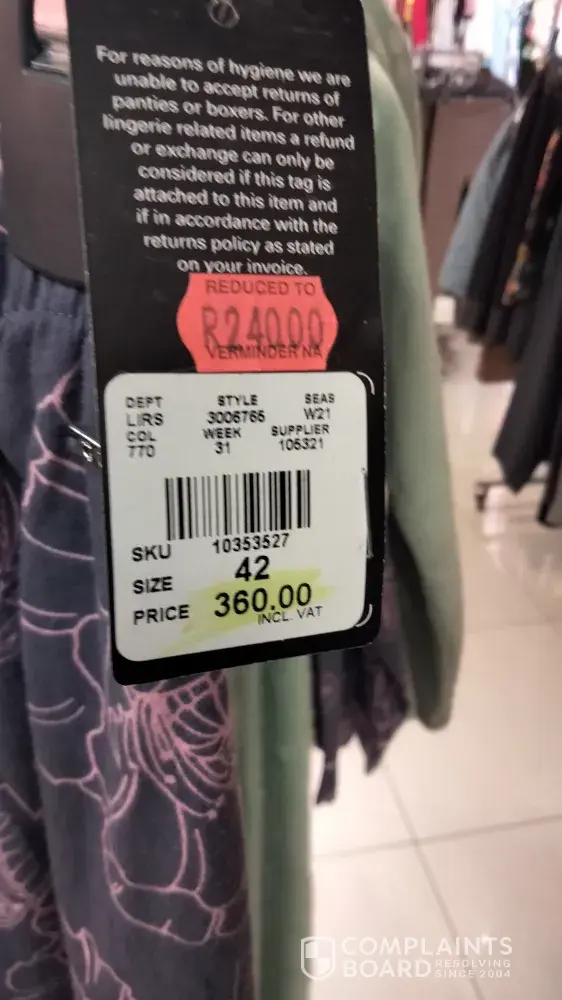 For reasons of hygiene we are
unable to accept returns of
panties or boxers. For other
lingerie related items a refund
or exchange can only be
considered if this tag is
attached to this item and
if in accordance with the
returns policy as stated
on your invoice.
REDUCED TO
R240.00
VERMINDER NA
DEPT STYLE SEAS
LIRS 3006765 W21
COL WEEK SUPPLIER
770 31 105321
SKU 10353527
SIZE 42
PRICE 360.00
INCL. VAT
COMPLAINTS
BOARD RESOLVING
SINCE 2004